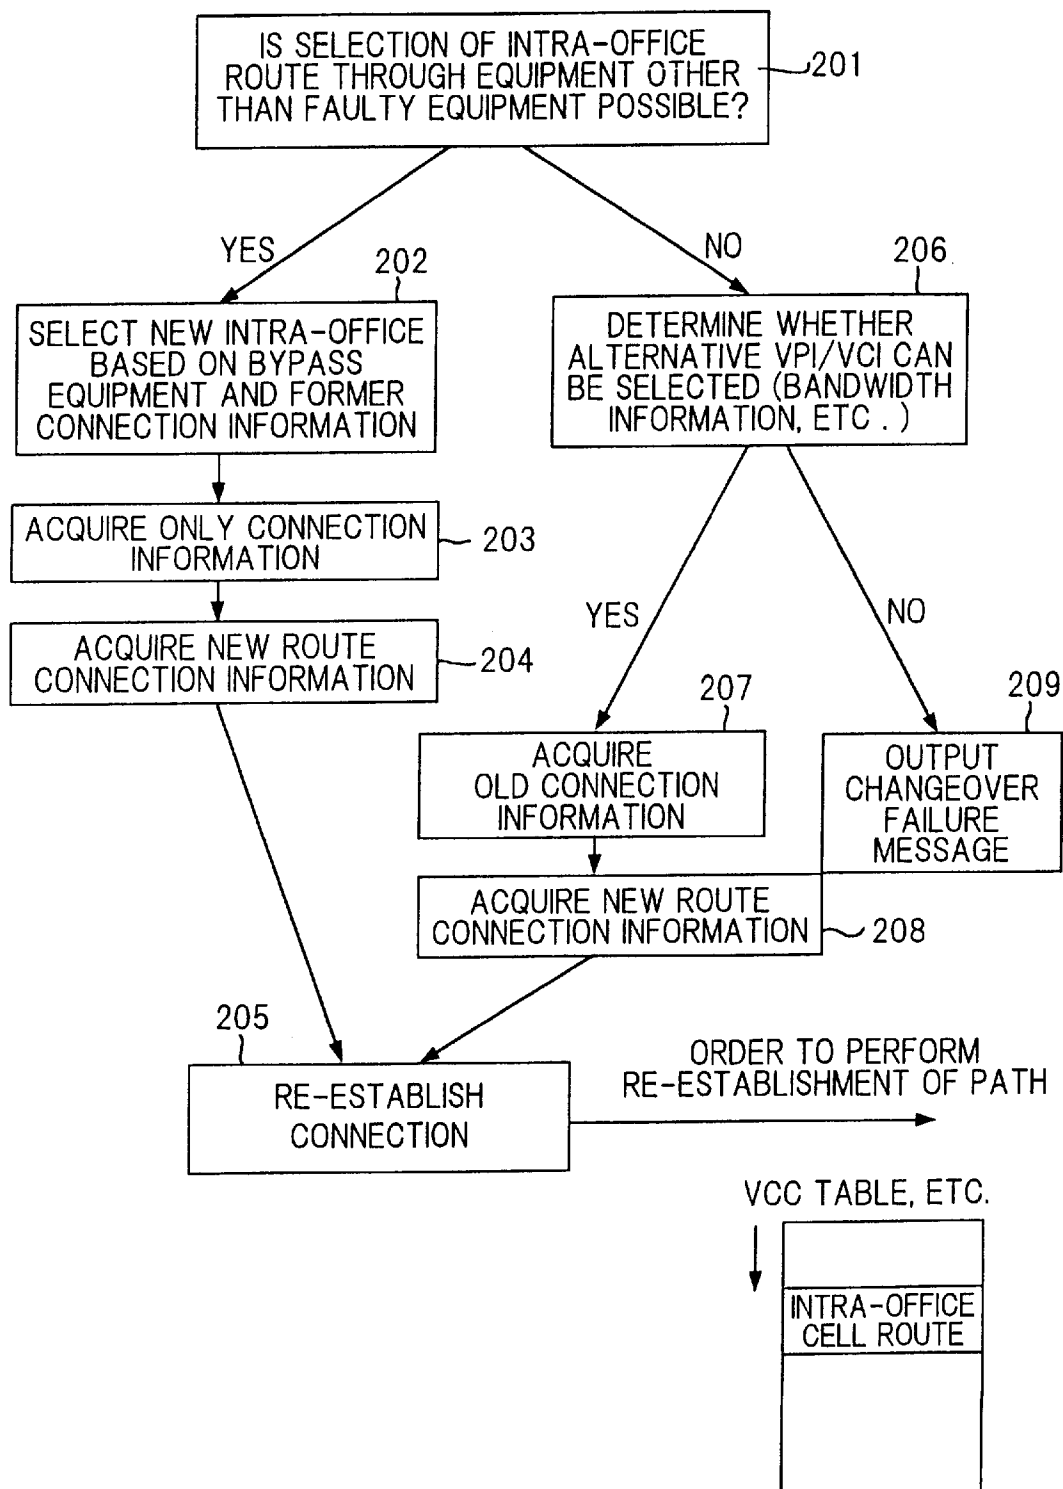 IS SELECTION OF INTRA-OFFICE
ROUTE THROUGH EQUIPMENT OTHER
THAN FAULTY EQUIPMENT POSSIBLE?
201
YES
NO
202
206
SELECT NEW INTRA-OFFICE
BASED ON BYPASS
EQUIPMENT AND FORMER
CONNECTION INFORMATION
DETERMINE WHETHER
ALTERNATIVE VPI/VCI CAN
BE SELECTED (BANDWIDTH
INFORMATION, ETC . )
ACQUIRE ONLY CONNECTION
INFORMATION
203
ACQUIRE NEW ROUTE
CONNECTION INFORMATION
204
YES
NO
207
209
ACQUIRE
OLD CONNECTION
INFORMATION
OUTPUT
CHANGEOVER
FAILURE
MESSAGE
ACQUIRE NEW ROUTE
CONNECTION INFORMATION
208
205
RE-ESTABLISH
CONNECTION
ORDER TO PERFORM
RE-ESTABLISHMENT OF PATH
VCC TABLE, ETC.
INTRA-OFFICE
CELL ROUTE